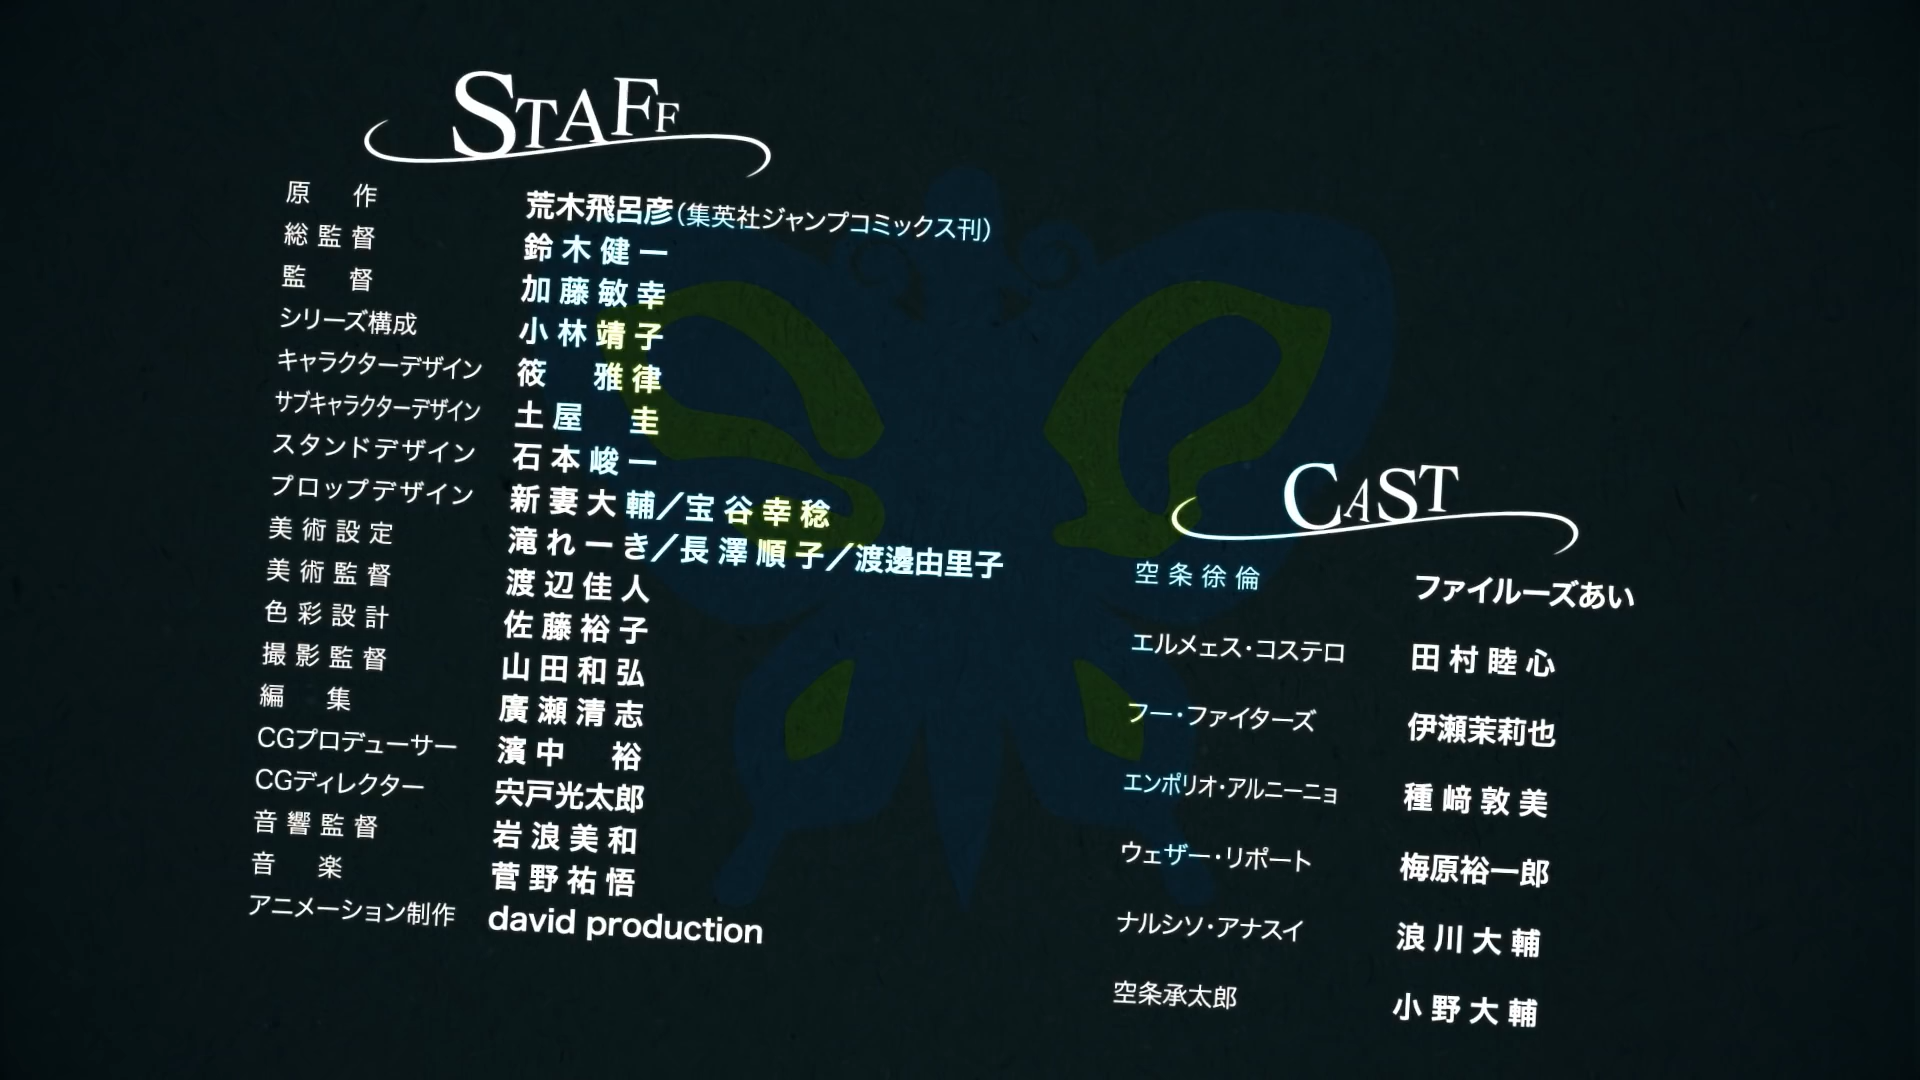 STAFF
原作 荒木飛呂彦(集英社ジャンプコミックス刊)
総監督 鈴木健一
監督 加藤敏幸
シリーズ構成 小林靖子
キャラクターデザイン 筱雅律
サブキャラクターデザイン 土屋圭
スタンドデザイン 石本峻一
プロップデザイン 新妻大輔/宝谷幸稔
美術設定 滝れーき/長澤順子/渡邊由里子
美術監督 渡辺佳人
色彩設計 佐藤裕子
撮影監督 山田和弘
編集 廣瀬清志
CGプロデューサー 濱中裕
CGディレクター 宍戸光太郎
音響監督 岩浪美和
音楽 菅野祐悟
アニメーション制作 david production
CAST
空条徐倫 ファイルーズあい
エルメェス・コステロ 田村睦心
フー・ファイターズ 伊瀬茉莉也
エンポリオ・アルニーニョ 種﨑敦美
ウェザー・リポート 梅原裕一郎
ナルシソ・アナスイ 浪川大輔
空条承太郎 小野大輔